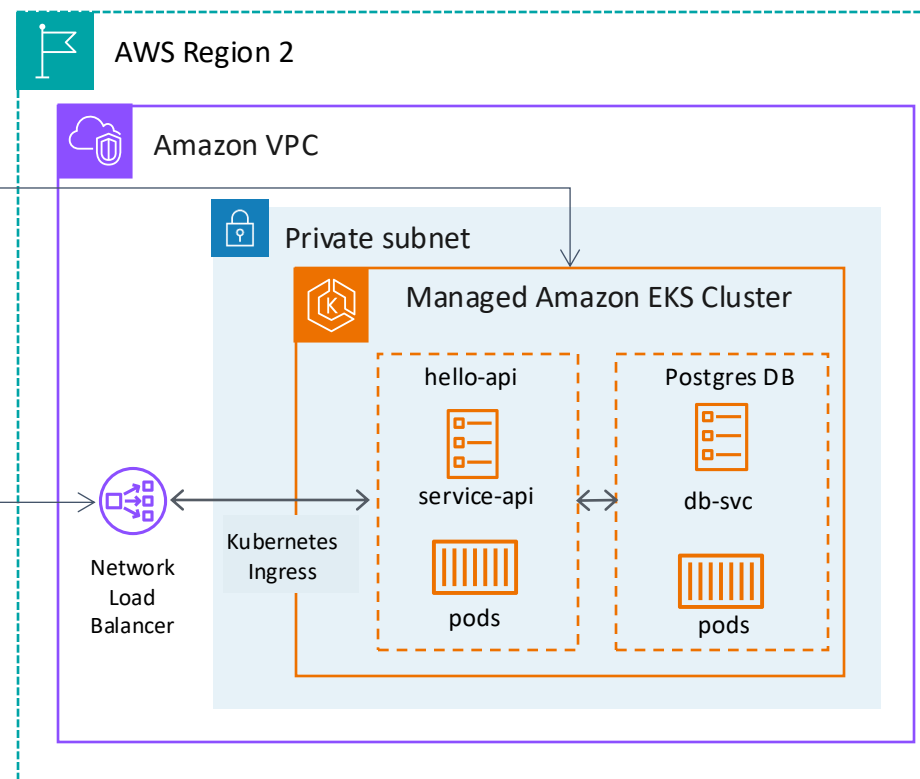 AWS Region 2
Amazon VPC
Private subnet
Managed Amazon EKS Cluster
hello-api
Postgres DB
service-api
db-svc
Kubernetes
Ingress
Network
Load
Balancer
pods
pods